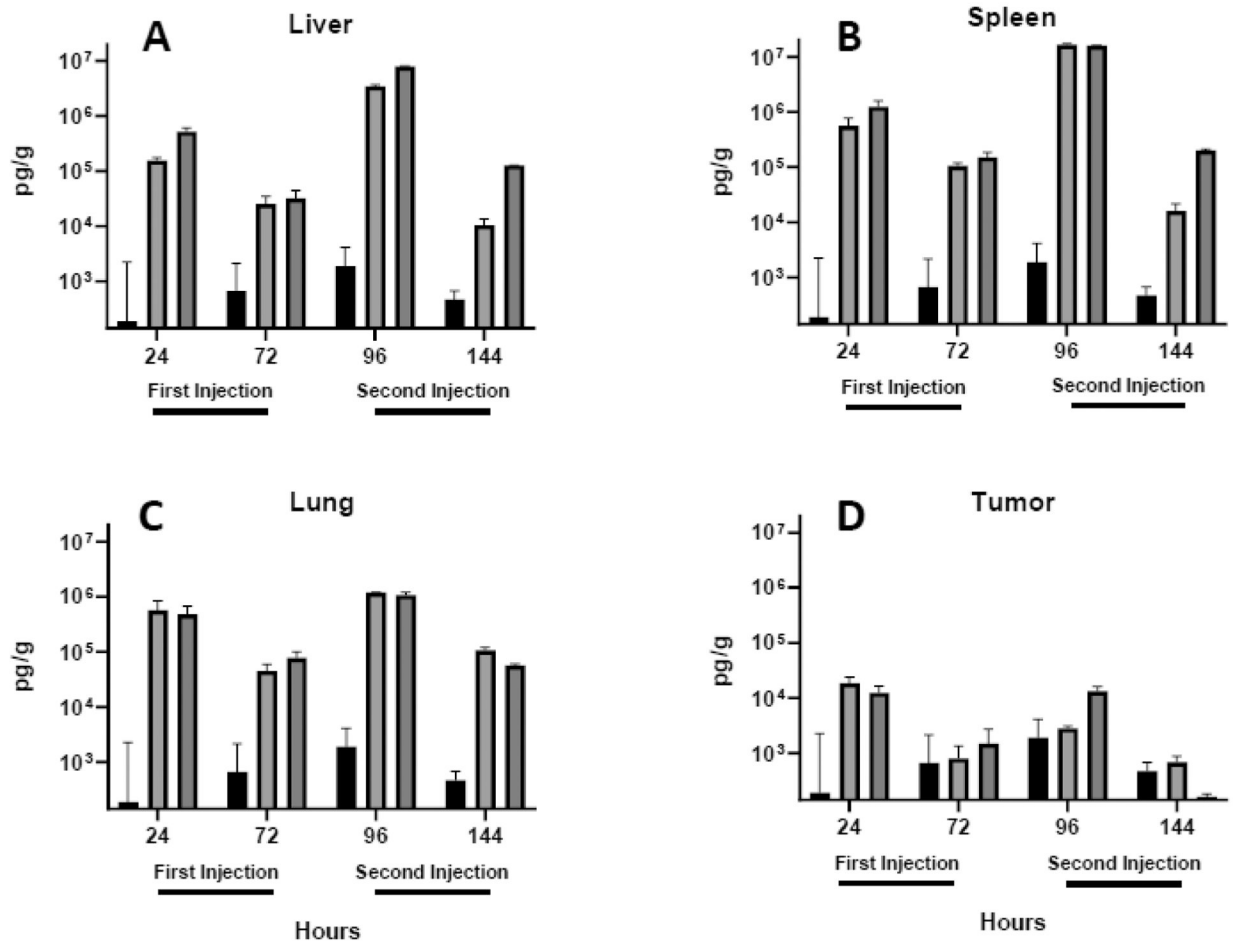 A Liver
10⁷
10⁶
10⁵
10⁴
10³
pg/g
24 72 96 144
First Injection Second Injection
B Spleen
10⁷
10⁶
10⁵
10⁴
10³
pg/g
24 72 96 144
First Injection Second Injection
C Lung
10⁷
10⁶
10⁵
10⁴
10³
pg/g
24 72 96 144
First Injection Second Injection
Hours
D Tumor
10⁷
10⁶
10⁵
10⁴
10³
pg/g
24 72 96 144
First Injection Second Injection
Hours